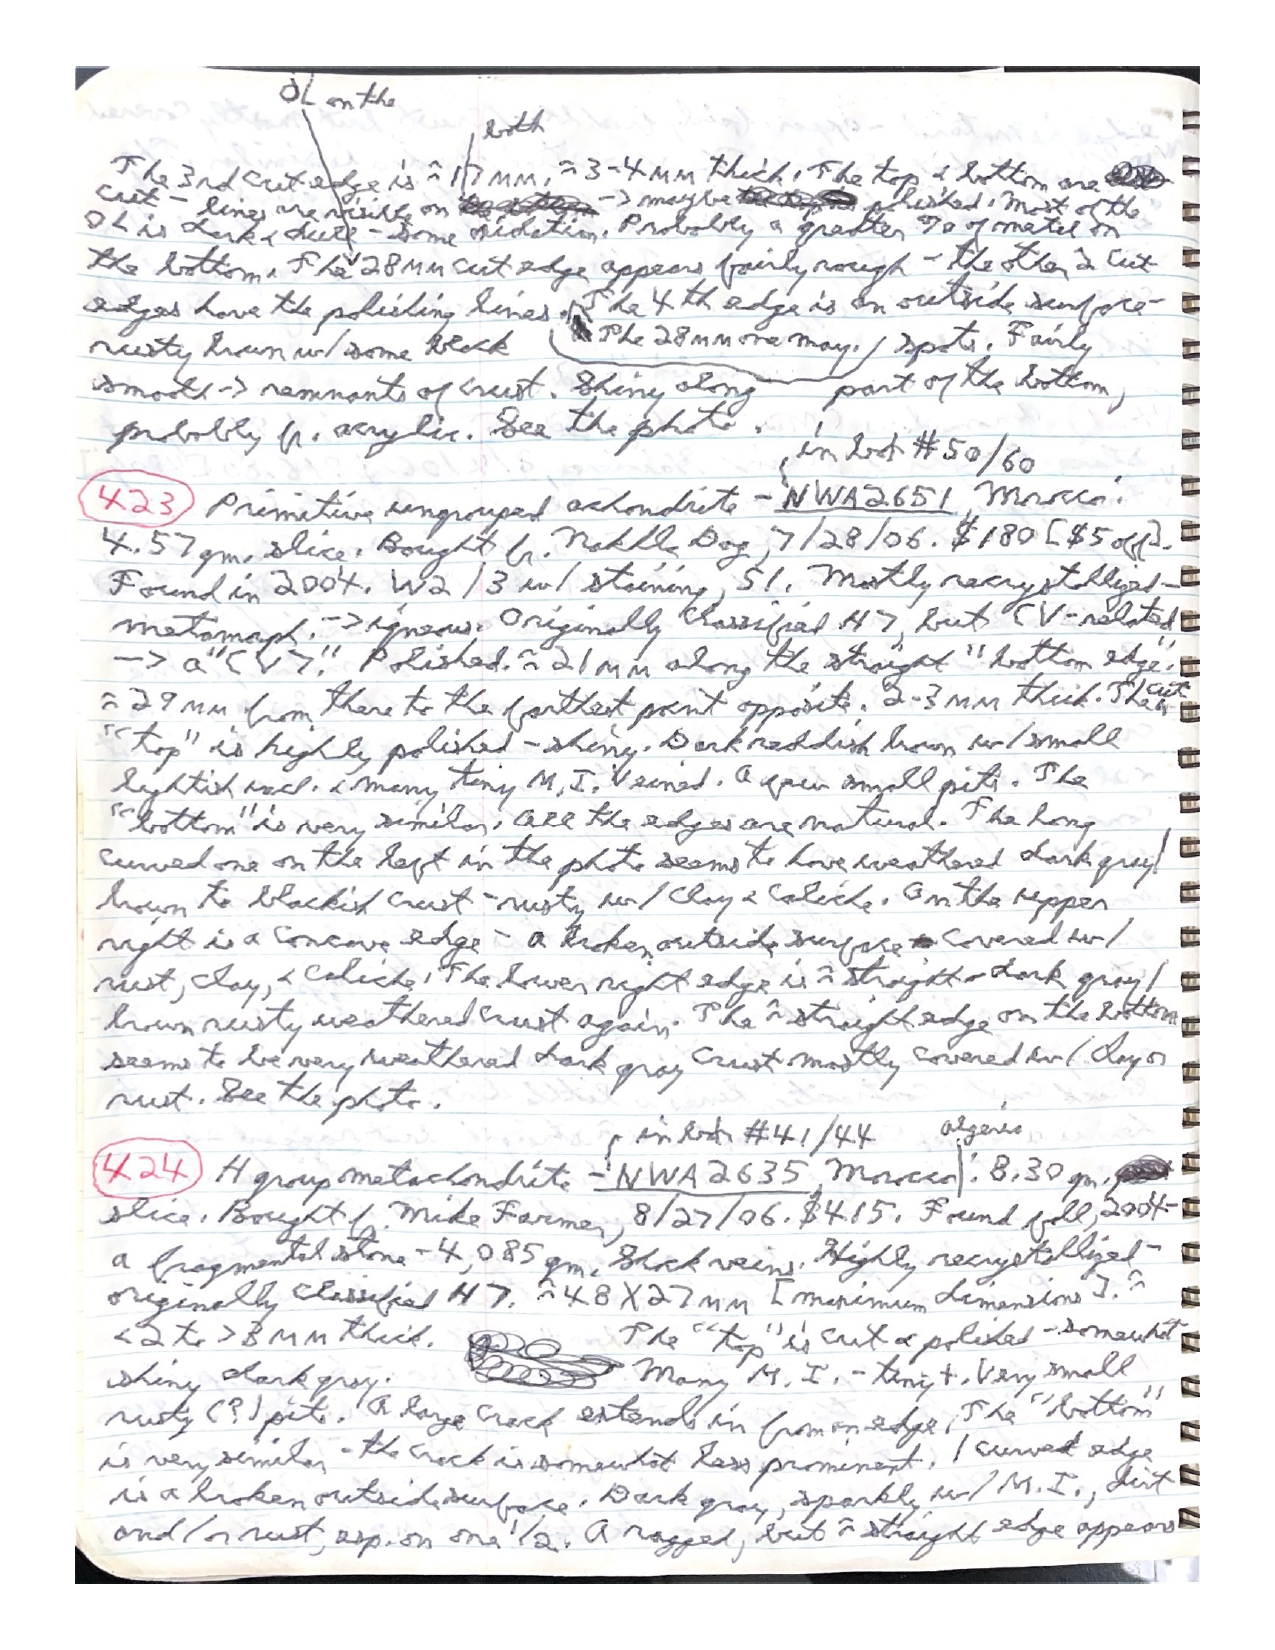 OL on the
both
The 3rd cut edge is ≈17 mm, ≈3-4 mm thick. The top & bottom are
cut - lines are visible on -> maybe polished. Most of the
OL is dark & - some oxidation. Probably a greater % of metal on
the bottom. The 28 mm cut edge appears fairly rough - the other 2 cut
edges have the polishing lines. The 4th edge is an outside surface -
The 28 mm one may.
rusty brown w/ some black spots. Fairly
smooth -> remnants of crust. Shiny along part of the bottom,
probably fr. acrylic. See the photo.
in box #50/60
423 Primitive ungrouped achondrite - NWA 2651, Morocco.
4.57 gm. slice. Bought fr. Nakhla Dog, 7/28/06. $180 [$5 off].
Found in 2004. W2/3 w/ staining, S1. Mostly recrystallized -
metamorph. -> igneous. Originally classified H7, but CV-related
-> a "CV7." Polished. ≈21 mm along the straight "bottom edge".
≈29 mm from there to the farthest point opposite. 2-3 mm thick. The cut
"top" is highly polished - shiny. Dark reddish brown w/ small
lightish incl. & many tiny M.I. Veined. A few small pits. The
"bottom" is very similar. All the edges are natural. The long
curved one on the left in the photo seems to have weathered dark gray/
brown to blackish crust - rusty w/ clay & caliche. On the upper
right is a concave edge - a broken outside surface covered w/
rust, clay, & caliche. The lower right edge is ≈ straight - dark gray/
brown rusty weathered crust again. The ≈ straight edge on the bottom
seems to be very weathered dark gray crust mostly covered w/ clay or
rust. See the photo.
in box #41/44
Algeria
424 H group metachondrite - NWA 2635, Morocco. 8.30 gm.
slice. Bought fr. Mike Farmer, 8/27/06. $415. Found fall, 2004 -
a fragmental stone - 4,085 gm. Shock veins. Highly recrystallized -
originally classified H7. ≈48 X 27 mm [maximum dimensions]. ≈
<2 to >3 mm thick. The "top" is cut & polished - somewhat
shiny dark gray. Many M.I. - tiny +. Very small
rusty (?) pits. A large crack extends in from an edge. The "bottom"
is very similar - the crack is somewhat less prominent. 1 curved edge
is a broken outside surface. Dark gray, sparkly w/ M.I., dirt
and/or rust, esp. on one 1/2. A ragged, but ≈ straight edge appears